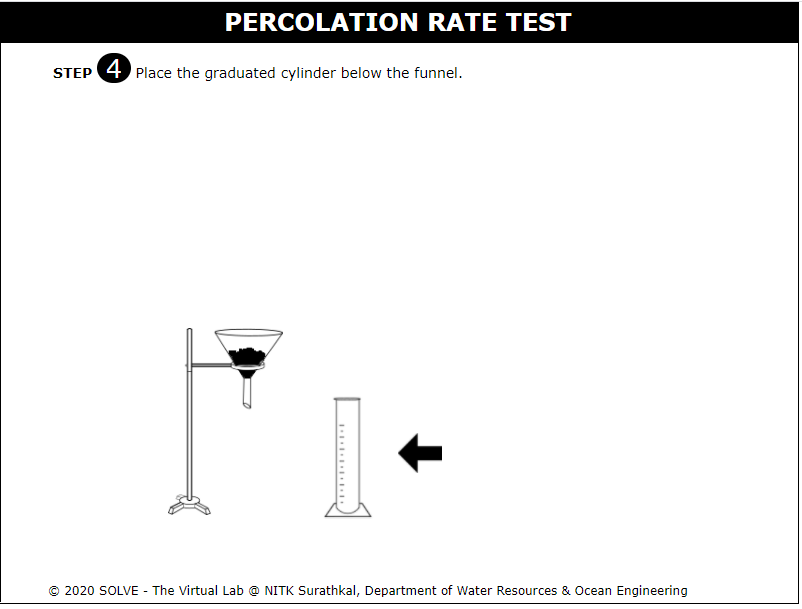 PERCOLATION RATE TEST
STEP 4 Place the graduated cylinder below the funnel.
© 2020 SOLVE - The Virtual Lab @ NITK Surathkal, Department of Water Resources & Ocean Engineering